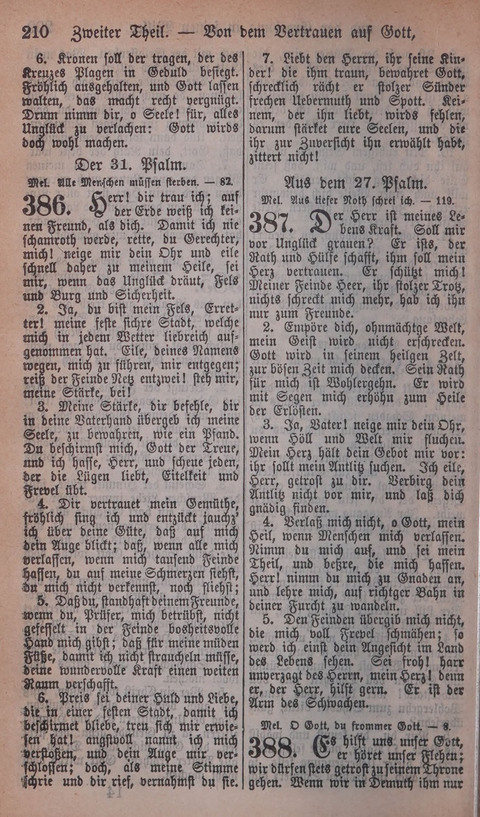 210 Zweiter Theil. — Von dem Vertrauen auf Gott,
6. Kronen soll der tragen, der des
Kreuzes Plagen in Geduld besiegt.
Fröhlich ausgehalten, und Gott lassen
walten, das macht recht vergnügt.
Drum nimm dir, o Seele! für, alles
Unglück zu verlachen: Gott wirds
doch wohl machen.
Der 31. Psalm.
Mel. Alle Menschen müssen sterben. — 82.
386. Herr! dir trau ich; auf
der Erde weiß ich kei-
nen Freund, als dich. Damit ich nie
schamroth werde, rette, du Gerechter,
mich! neige mir dein Ohr und eile
schnell daher zu meinem Heile, sei
mir, wenn das Unglück dräut, Fels
und Burg und Sicherheit.
2. Ja, du bist mein Fels, Erret-
ter! meine feste sichre Stadt, welche
mich in jedem Wetter liebreich auf-
genommen hat. Eile, deines Namens
wegen, mich zu führen, mir entgegen;
reiß der Feinde Netz entzwei! steh mir,
meine Stärke, bei!
3. Meine Stärke, dir befehle, dir
in deine Vaterhand übergeb ich meine
Seele, zu bewahren, wie ein Pfand.
Du beschirmst mich, Gott der Treue,
und ich hasse, Herr, und scheue jeden,
der die Lügen liebt, Eitelkeit und
Frevel übt.
4. Dir vertrauet mein Gemüthe,
fröhlich sing ich und entzückt jauchz'
ich über deine Güte, daß auf mich
dein Auge blickt; daß, wenn alle mich
verlassen, wenn mich tausend Feinde
hassen, du auf meine Schmerzen siehst,
du mich nicht verkennst, noch fliehst;
5. Daß du, standhaft deinem Freunde,
wenn du, Prüfer, mich betrübst, nicht
gefesselt in der Feinde boshheitsvolle
Hand mich gibst; daß für meine müden
Füße, damit ich nicht straucheln müsse,
deine wundervolle Kraft einen weiten
Raum verschafft.
6. Preis sei deiner Huld und Liebe,
die in einer festen Stadt, damit ich
beschirmet bliebe, treu sich mir erwie-
sen hat! angstvoll nannt ich mich
verstoßen, und dein Auge mir ver-
schlossen; doch, als meine Stimme
schrie und dir rief, vernahmst du sie.
7. Liebt den Herrn, ihr seine Kin-
der! die ihm traun, bewahret Gott,
schrecklich rächt er stolzer Sünder
frechen Uebermuth und Spott. Kei-
nem, der ihn liebt, wirds fehlen,
darum stärket eure Seelen, und die
ihr zur Zuversicht ihn erwählt habt,
zittert nicht!
Aus dem 27. Psalm.
Mel. Aus tiefer Noth schrei ich. — 119.
387. Der Herr ist meines Le-
bens Kraft. Soll mir
vor Unglück grauen? Er ists, der
Rath und Hülfe schafft, ihm soll mein
Herz vertrauen. Er schützt mich!
Meiner Feinde Heer, ihr stolzer Trotz,
nichts schreckt mich mehr, hab ich ihn
nur zum Freunde.
2. Empöre dich, ohnmächtge Welt,
mein Geist wird nicht erschrecken.
Gott wird in seinem heilgen Zelt,
zur bösen Zeit mich decken. Sein Rath
für mich ist Wohlergehn. Er wird
mit Segen mich erhöhn zum Heile
der Erlösten.
3. Ja, Vater! neige mir dein Ohr,
wenn Höll und Welt mir fluchen.
Mein Herz hält dein Gebot mir vor:
ihr sollt mein Antlitz suchen. Ich eile,
Herr, getrost zu dir. Verbirg dein
Antlitz nicht vor mir, und laß dich
gnädig finden.
4. Verlaß mich nicht, o Gott, mein
Heil, wenn Menschen mich verlassen.
Nimm du mich auf, und sei mein
Theil, und beßre, die mich hassen.
Herr! nimm du mich zu Gnaden an,
und lehre mich, auf richtger Bahn in
deiner Furcht zu wandeln.
5. Den Feinden übergib mich nicht,
die mich voll Frevel schmähen; so
werd ich einst dein Angesicht im Land
des Lebens sehen. Sei froh! harr
unverzagt des Herrn, mein Herz! denn
er, der Herr, hilft gern. Er ist der
Arm des Schwachen.
Mel. O Gott, du frommer Gott. — 8.
388. Es hilft uns unser Gott,
er höret unser Flehen;
wir dürfen stets getrost zu seinem Throne
gehen. Wenn wir in Demuth ihm nur